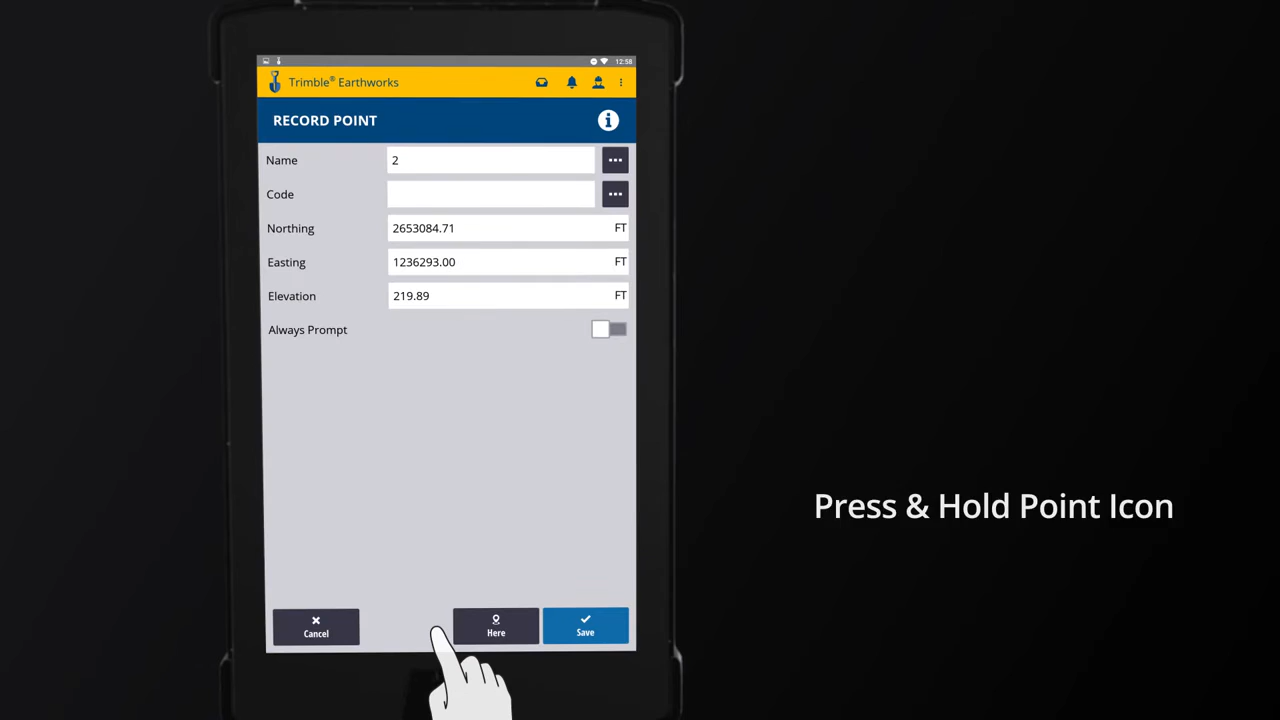 12:58
Trimble® Earthworks
RECORD POINT
Name 2
Code
Northing 2653084.71 FT
Easting 1236293.00 FT
Elevation 219.89 FT
Always Prompt
Press & Hold Point Icon
Cancel Here Save